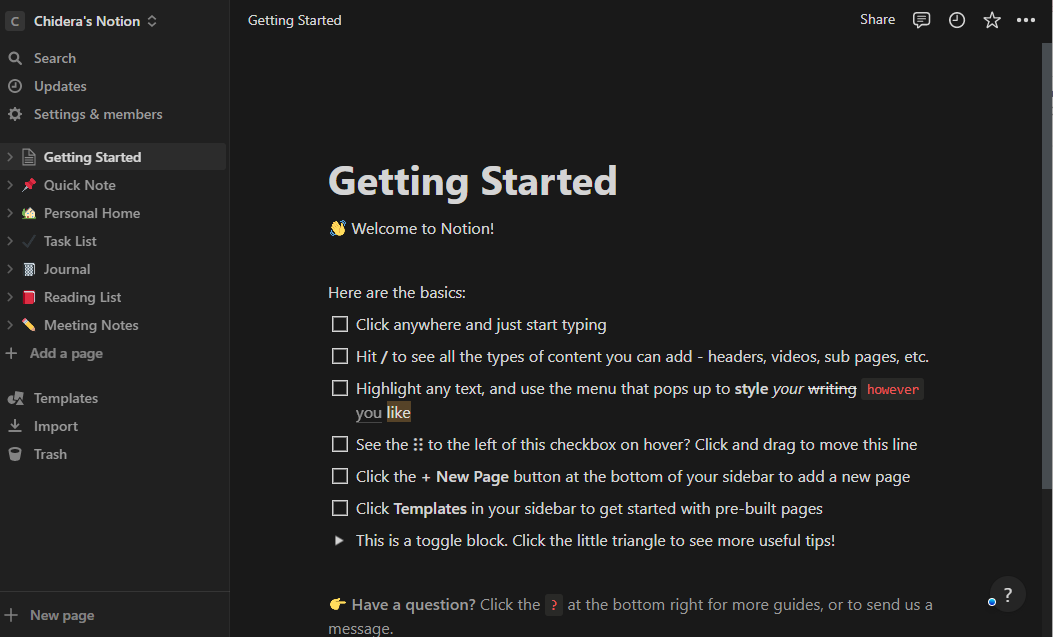 C Chidera's Notion
Search
Updates
Settings & members
Getting Started
Quick Note
Personal Home
Task List
Journal
Reading List
Meeting Notes
+ Add a page
Templates
Import
Trash
+ New page
Getting Started
Share
Getting Started
👋 Welcome to Notion!
Here are the basics:
Click anywhere and just start typing
Hit / to see all the types of content you can add - headers, videos, sub pages, etc.
Highlight any text, and use the menu that pops up to style your writing however
you like
See the ⠿ to the left of this checkbox on hover? Click and drag to move this line
Click the + New Page button at the bottom of your sidebar to add a new page
Click Templates in your sidebar to get started with pre-built pages
This is a toggle block. Click the little triangle to see more useful tips!
👉 Have a question? Click the ? at the bottom right for more guides, or to send us a
message.
?